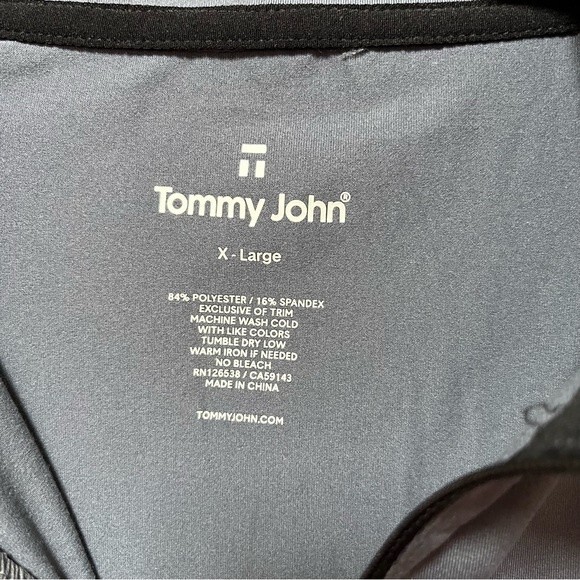 Tommy John®
X - Large
84% POLYESTER / 16% SPANDEX
EXCLUSIVE OF TRIM
MACHINE WASH COLD
WITH LIKE COLORS
TUMBLE DRY LOW
WARM IRON IF NEEDED
NO BLEACH
RN126538 / CA59143
MADE IN CHINA
TOMMYJOHN.COM